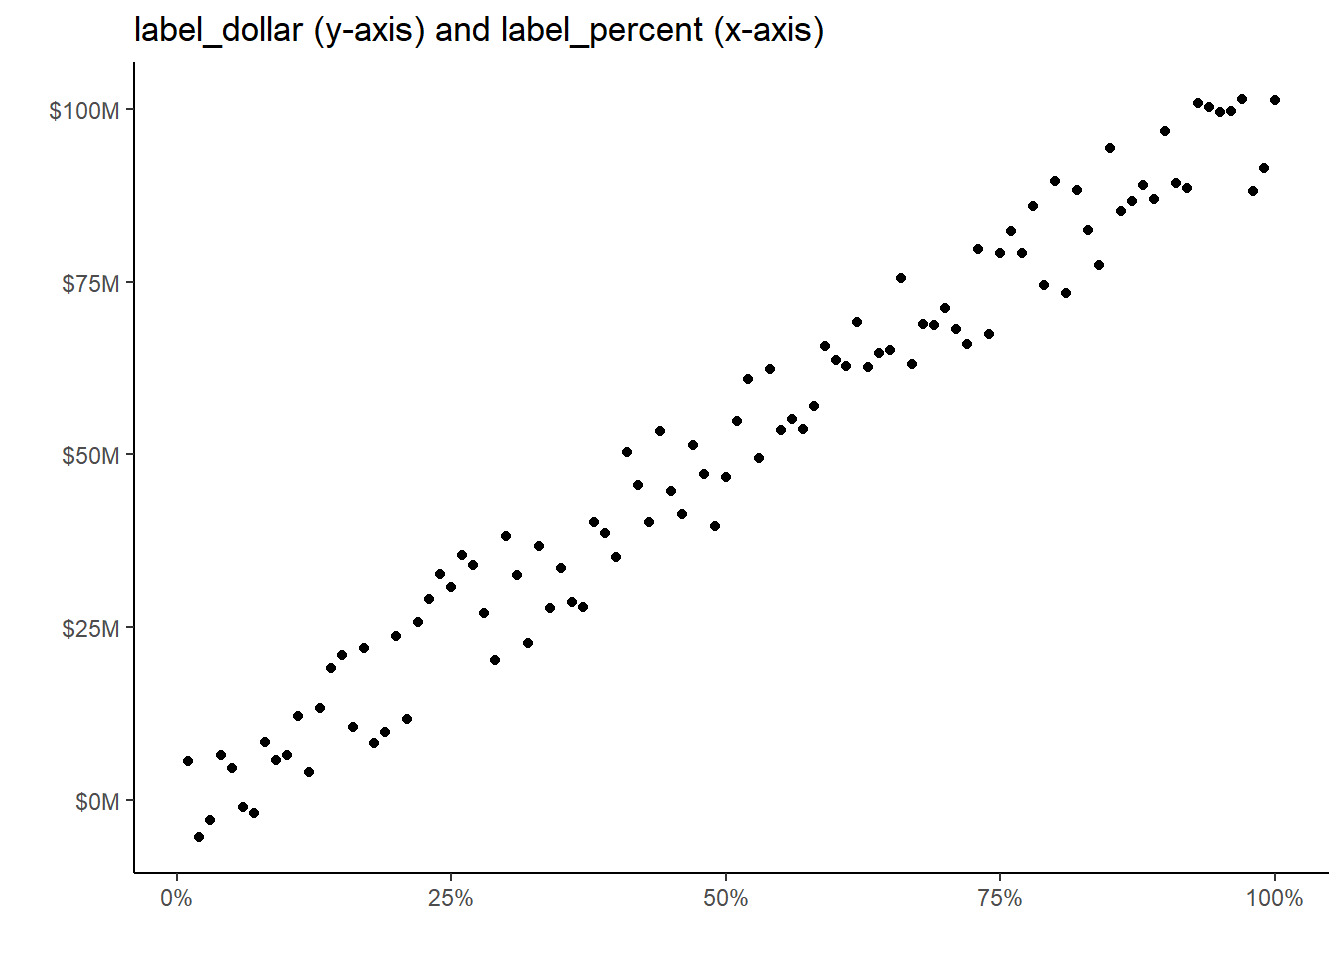 label_dollar (y-axis) and label_percent (x-axis)
$100M
$75M
$50M
$25M
$0M
0% 25% 50% 75% 100%